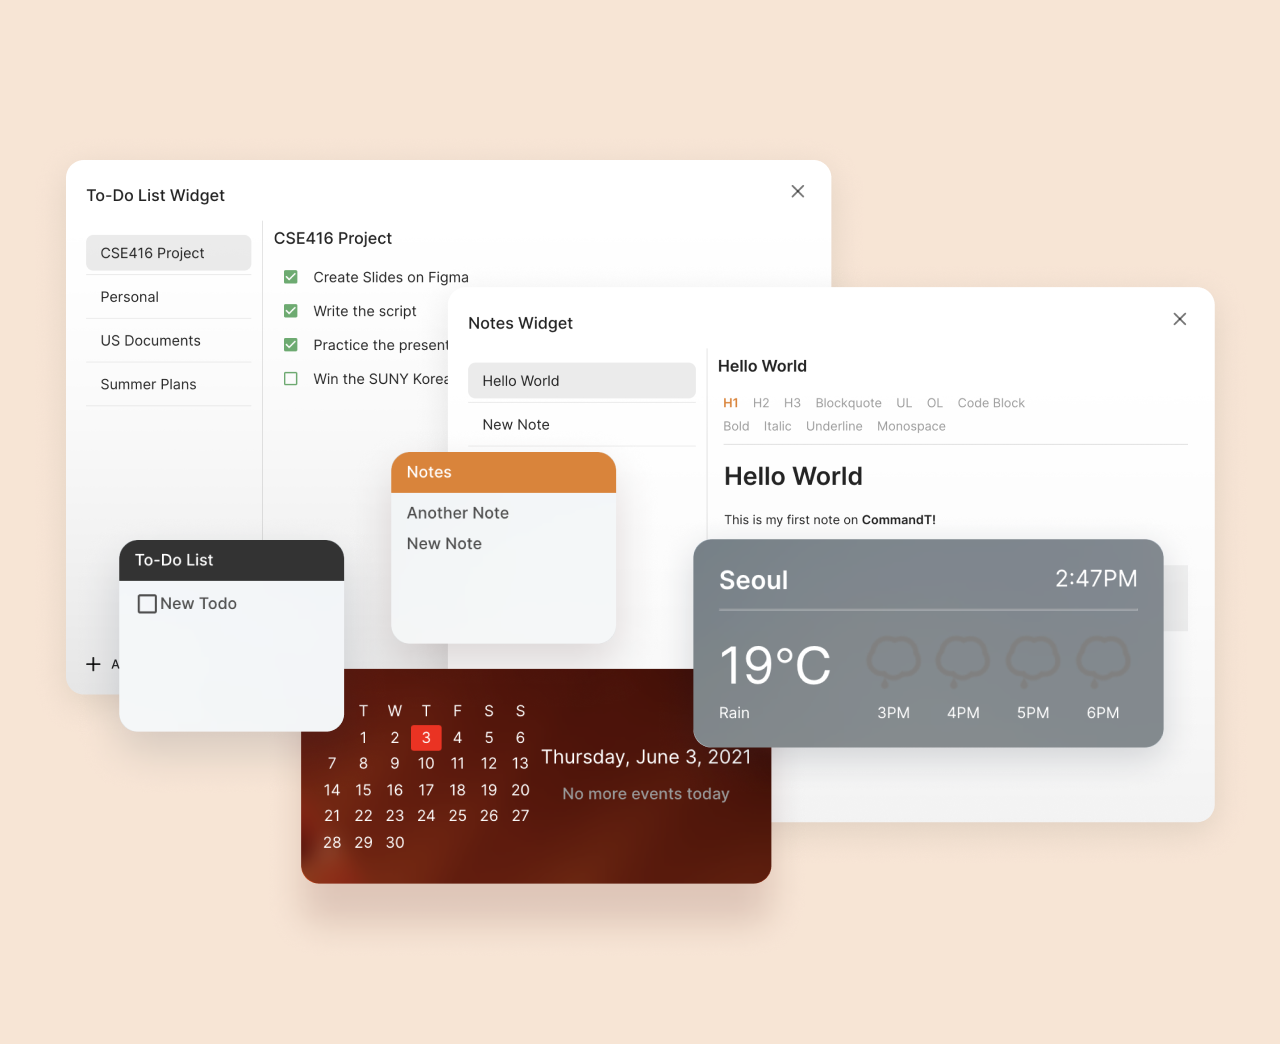 To-Do List Widget
CSE416 Project
Personal
US Documents
Summer Plans
CSE416 Project
Create Slides on Figma
Write the script
Practice the
Win the SUNY Korea
Notes Widget
Hello World
New Note
Hello World
H1 H2 H3 Blockquote UL OL Code Block
Bold Italic Underline Monospace
Hello World
This is my first note on CommandT!
Notes
Another Note
New Note
To-Do List
New Todo
Seoul 2:47PM
19°C
Rain 3PM 4PM 5PM 6PM
T W T F S S
1 2 3 4 5 6
7 8 9 10 11 12 13
14 15 16 17 18 19 20
21 22 23 24 25 26 27
28 29 30
Thursday, June 3, 2021
No more events today